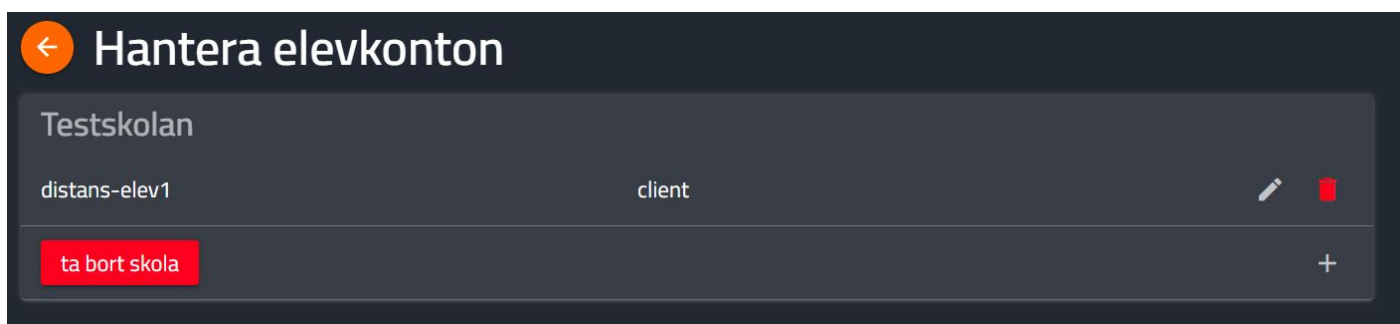 Hantera elevkonton
Testskolan
distans-elev1 client
ta bort skola